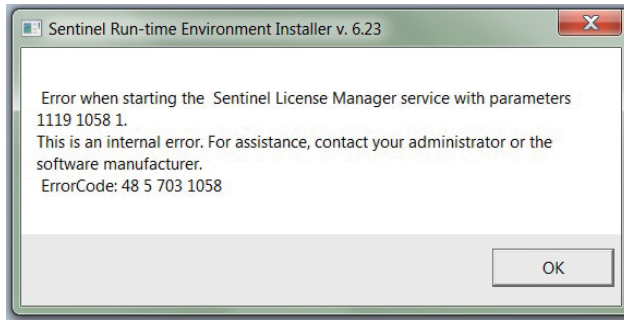 Sentinel Run-time Environment Installer v. 6.23
Error when starting the Sentinel License Manager service with parameters
1119 1058 1.
This is an internal error. For assistance, contact your administrator or the
software manufacturer.
ErrorCode: 48 5 703 1058
OK